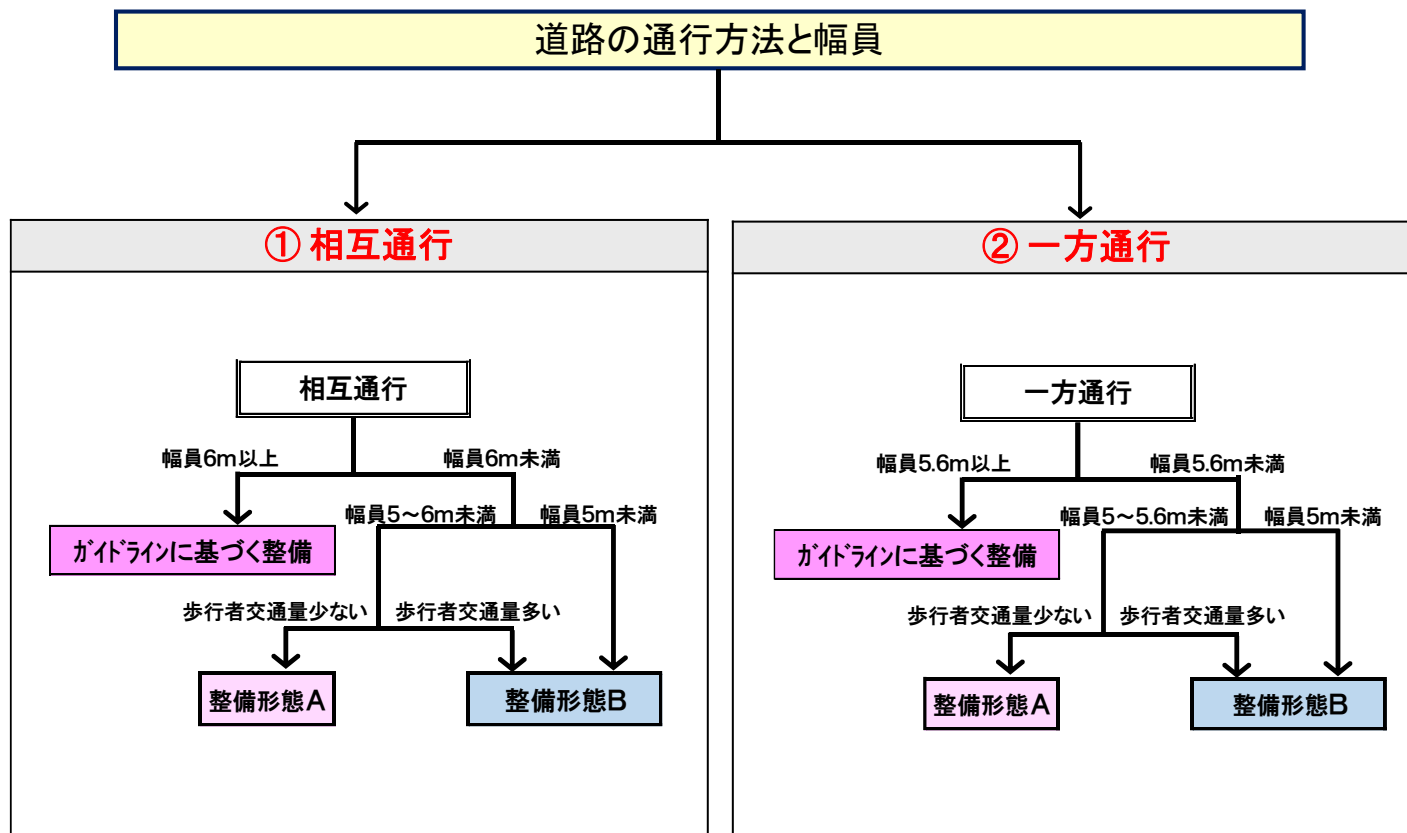 道路の通行方法と幅員
① 相互通行
相互通行
幅員6m以上
幅員6m未満
幅員5～6m未満
幅員5m未満
ｶﾞｲﾄﾞﾗｲﾝに基づく整備
歩行者交通量少ない
歩行者交通量多い
整備形態A
整備形態B
② 一方通行
一方通行
幅員5.6m以上
幅員5.6m未満
幅員5～5.6m未満
幅員5m未満
ｶﾞｲﾄﾞﾗｲﾝに基づく整備
歩行者交通量少ない
歩行者交通量多い
整備形態A
整備形態B